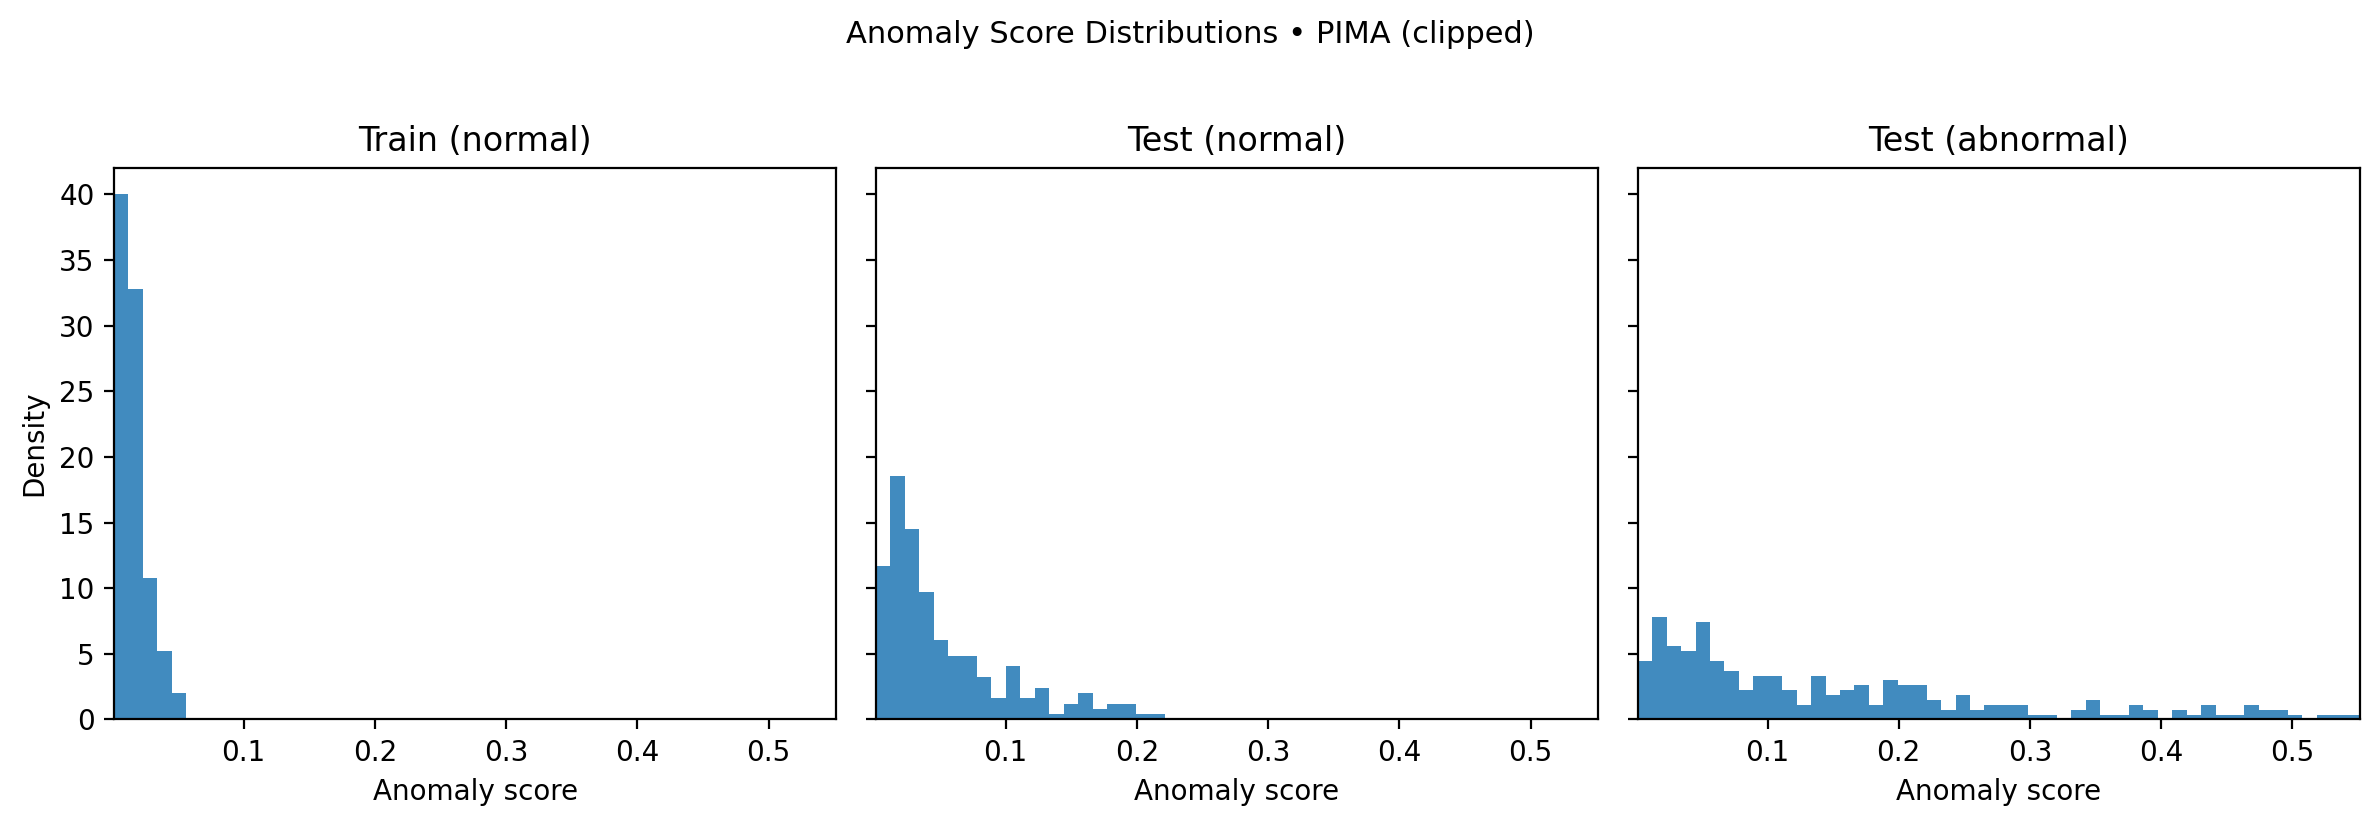 Anomaly Score Distributions • PIMA (clipped)
Train (normal)
Test (normal)
Test (abnormal)
Density
40
35
30
25
20
15
10
5
0
0.1 0.2 0.3 0.4 0.5
0.1 0.2 0.3 0.4 0.5
0.1 0.2 0.3 0.4 0.5
Anomaly score
Anomaly score
Anomaly score